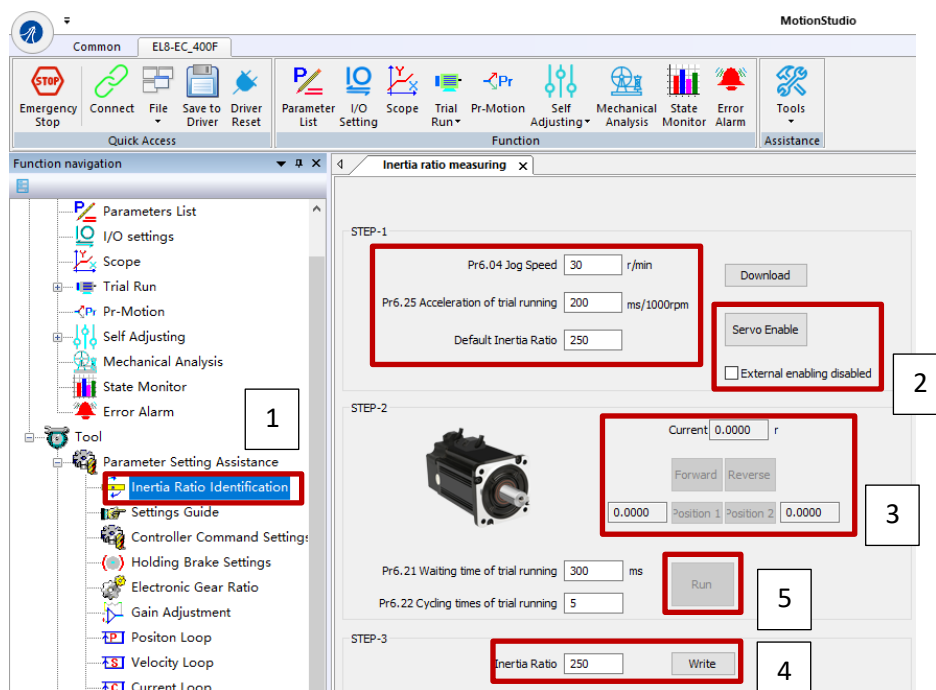 MotionStudio
Common EL8-EC_400F
STOP
Emergency Stop
Connect
File
Save to Driver
Driver Reset
Parameter List
I/O Setting
Scope
Trial Run
Pr-Motion
Self Adjusting
Mechanical Analysis
State Monitor
Error Alarm
Tools
Quick Access Function Assistance
Function navigation
Inertia ratio measuring
Parameters List
I/O settings
Scope
Trial Run
Pr-Motion
Self Adjusting
Mechanical Analysis
State Monitor
Error Alarm
1
Tool
Parameter Setting Assistance
Inertia Ratio Identification
Settings Guide
Controller Command Settings
Holding Brake Settings
Electronic Gear Ratio
Gain Adjustment
Positon Loop
Velocity Loop
Current Loop
STEP-1
Pr6.04 Jog Speed 30 r/min
Download
Pr6.25 Acceleration of trial running 200 ms/1000rpm
Default Inertia Ratio 250
Servo Enable
External enabling disabled
2
STEP-2
Current 0.0000 r
Forward Reverse
0.0000 Position 1 Position 2 0.0000
3
Pr6.21 Waiting time of trial running 300 ms
Pr6.22 Cycling times of trial running 5
Run
5
STEP-3
Inertia Ratio 250 Write
4